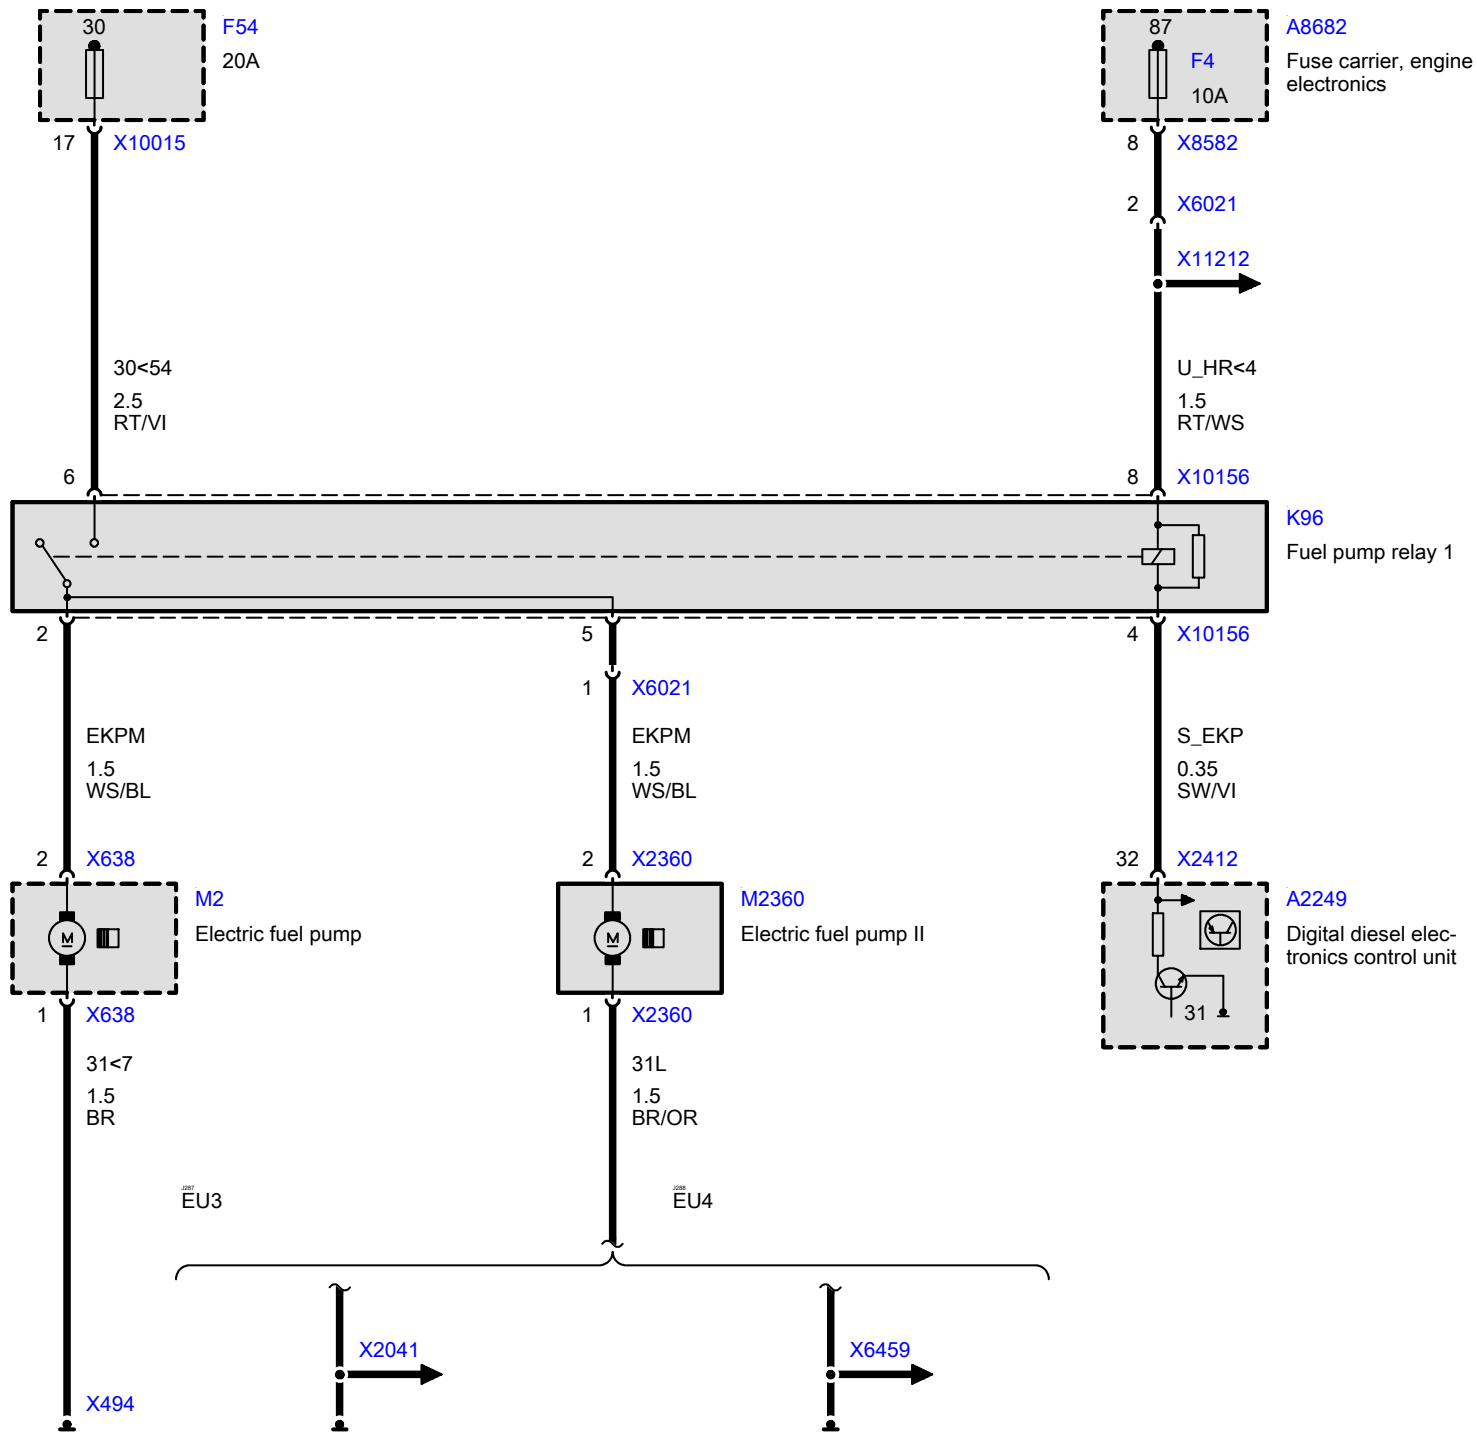 30
F54
20A
17
X10015
87
F4
10A
A8682
Fuse carrier, engine
electronics
8
X8582
2
X6021
X11212
30<54
2.5
RT/VI
U_HR<4
1.5
RT/WS
6
8
X10156
K96
Fuel pump relay 1
2
5
4
X10156
1
X6021
EKPM
1.5
WS/BL
EKPM
1.5
WS/BL
S_EKP
0.35
SW/VI
2
X638
2
X2360
32
X2412
M
M2
Electric fuel pump
M
M2360
Electric fuel pump II
31
A2249
Digital diesel elec-
tronics control unit
1
X638
1
X2360
31<7
1.5
BR
31L
1.5
BR/OR
J287
EU3
J288
EU4
X2041
X6459
X494